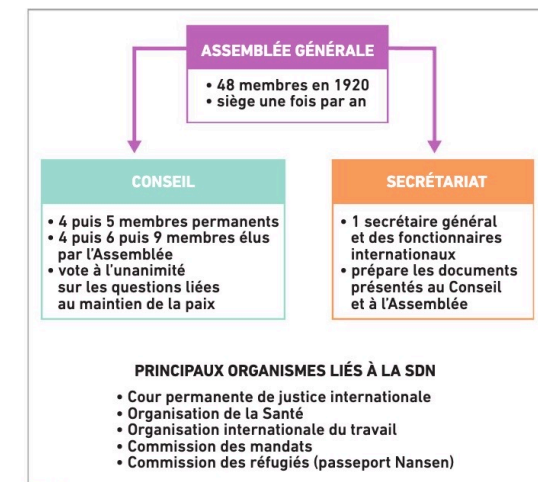 ASSEMBLÉE GÉNÉRALE
• 48 membres en 1920
• siège une fois par an
CONSEIL
• 4 puis 5 membres permanents
• 4 puis 6 puis 9 membres élus
par l'Assemblée
• vote à l'unanimité
sur les questions liées
au maintien de la paix
SECRÉTARIAT
• 1 secrétaire général
et des fonctionnaires
internationaux
• prépare les documents
présentés au Conseil
et à l'Assemblée
PRINCIPAUX ORGANISMES LIÉS À LA SDN
• Cour permanente de justice internationale
• Organisation de la Santé
• Organisation internationale du travail
• Commission des mandats
• Commission des réfugiés (passeport Nansen)